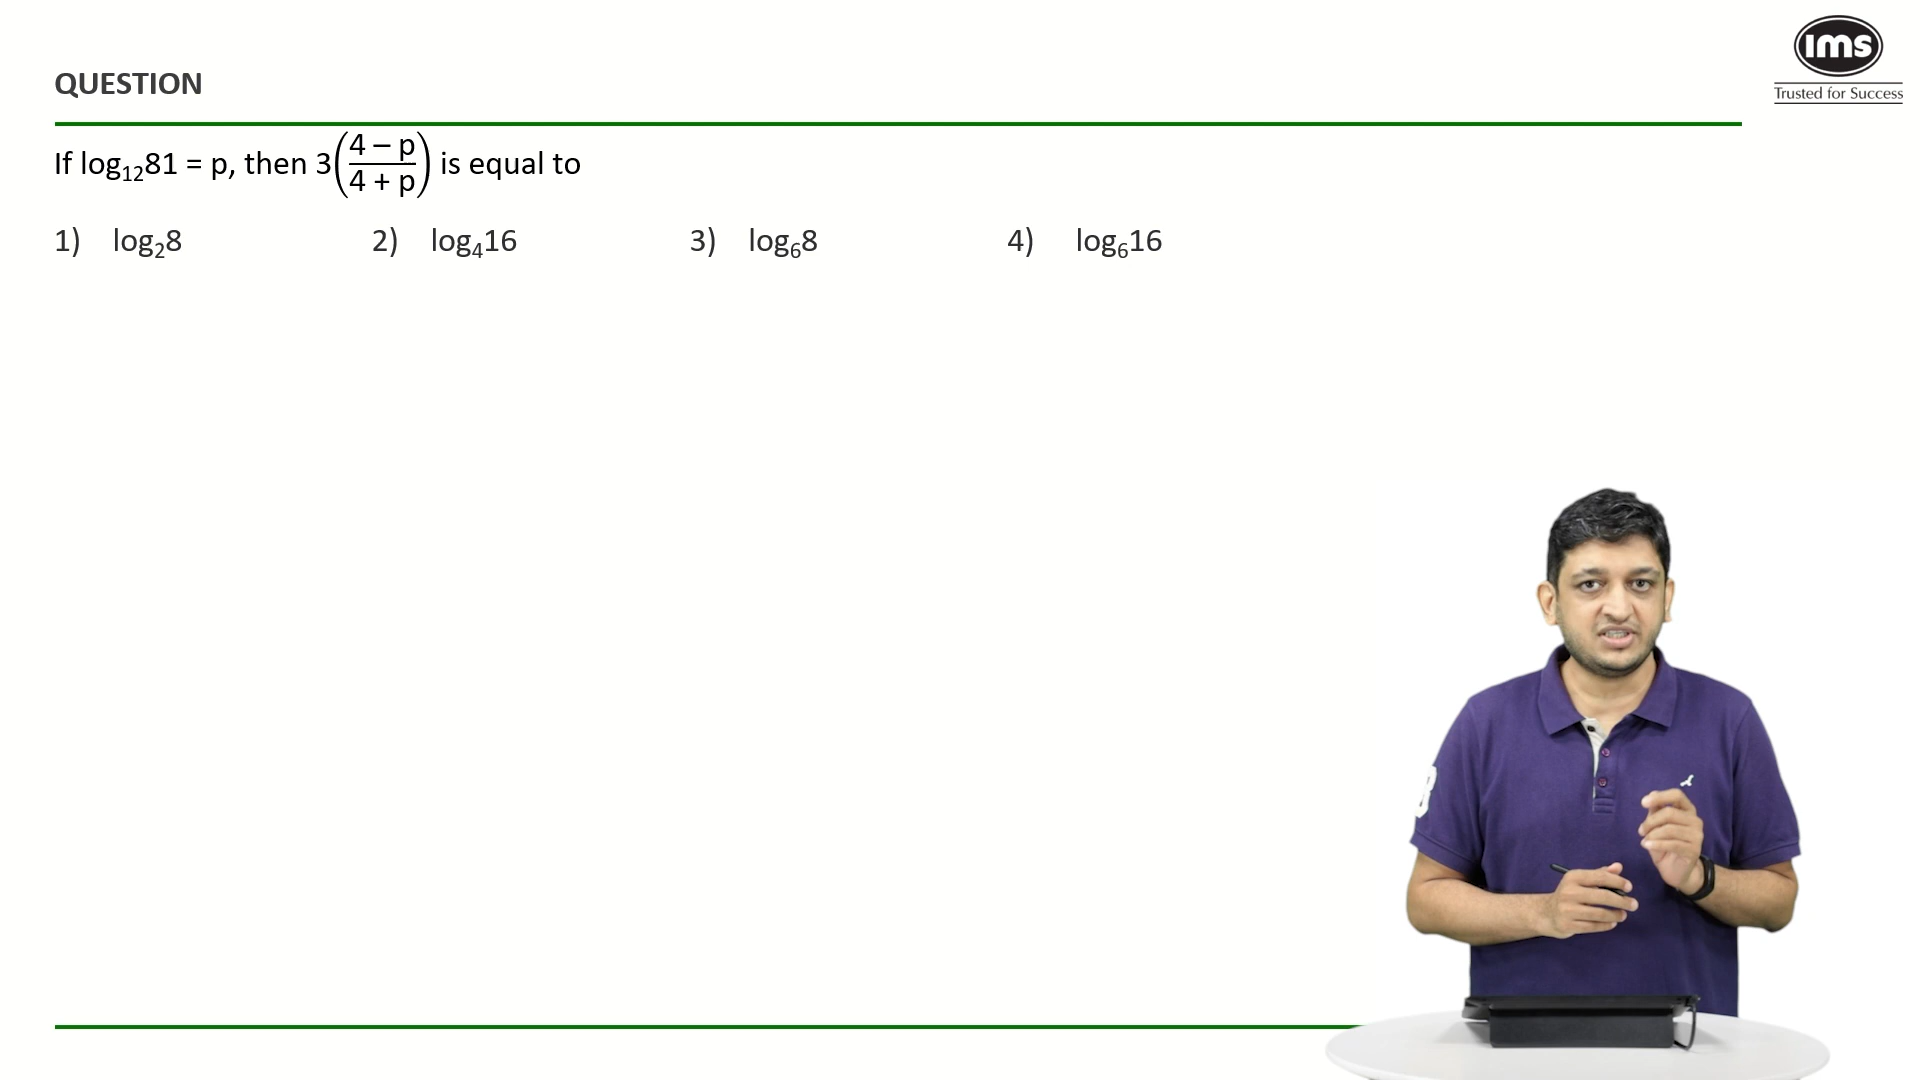 ims
Trusted for Success
QUESTION
If log₁₂81 = p, then 3((4 – p)/(4 + p)) is equal to
1) log₂8 2) log₄16 3) log₆8 4) log₆16